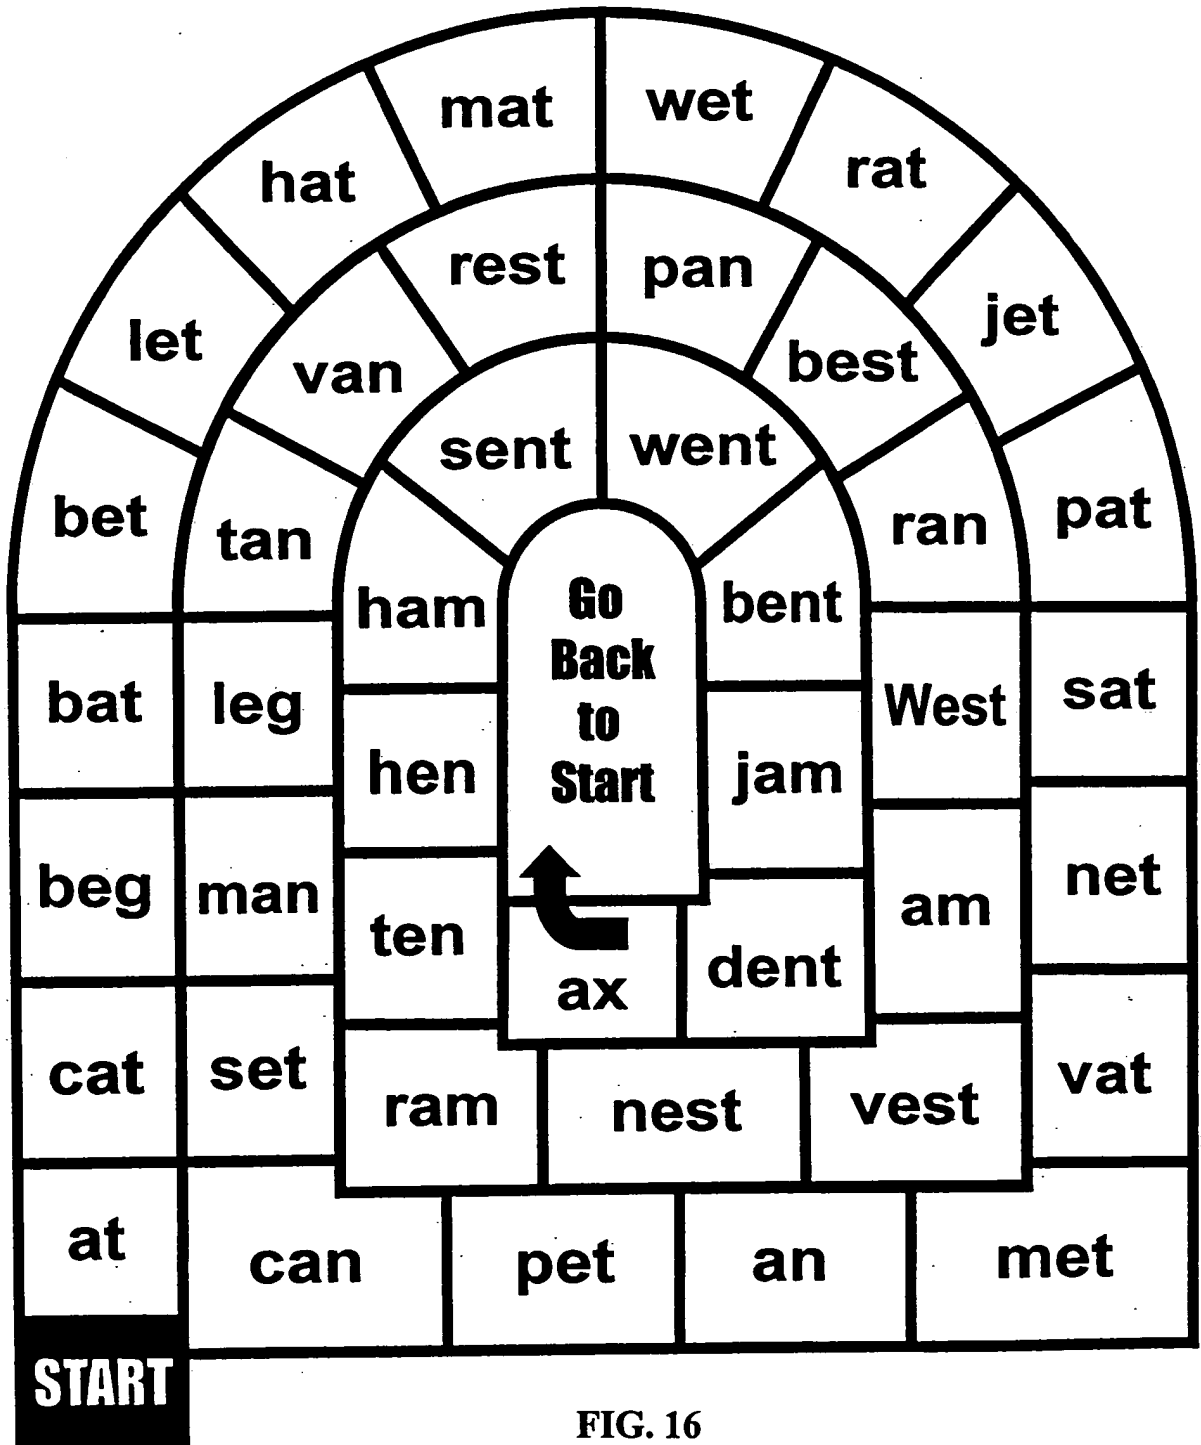 mat
wet
hat
rat
rest
pan
let
jet
van
best
sent
went
bet
tan
ran
pat
ham
Go
Back
to
Start
bent
bat
leg
West
sat
hen
jam
beg
man
am
net
ten
ax
dent
cat
set
vat
ram
nest
vest
at
can
pet
an
met
START
FIG. 16